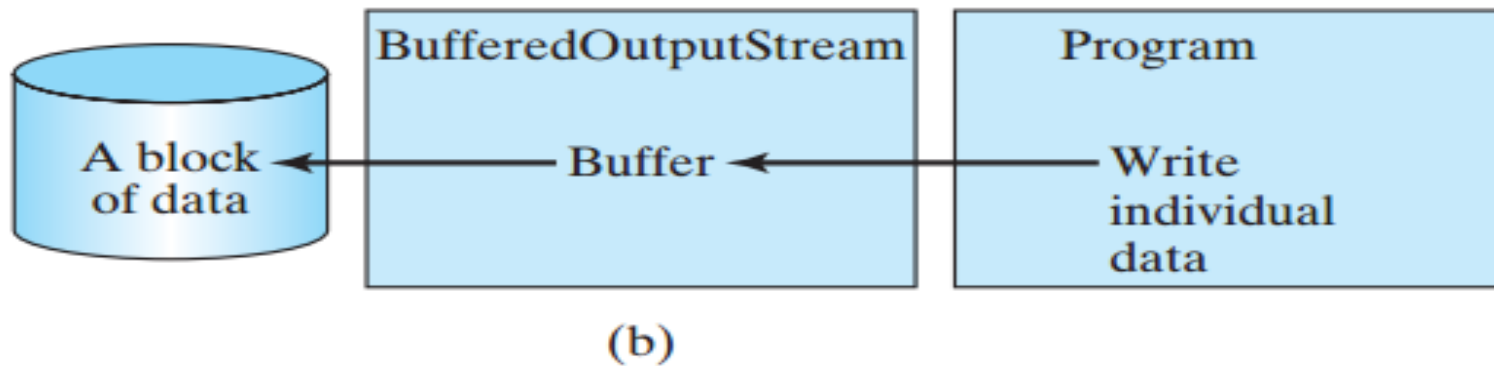 BufferedOutputStream
Program
A block
of data
Buffer
Write
individual
data
(b)